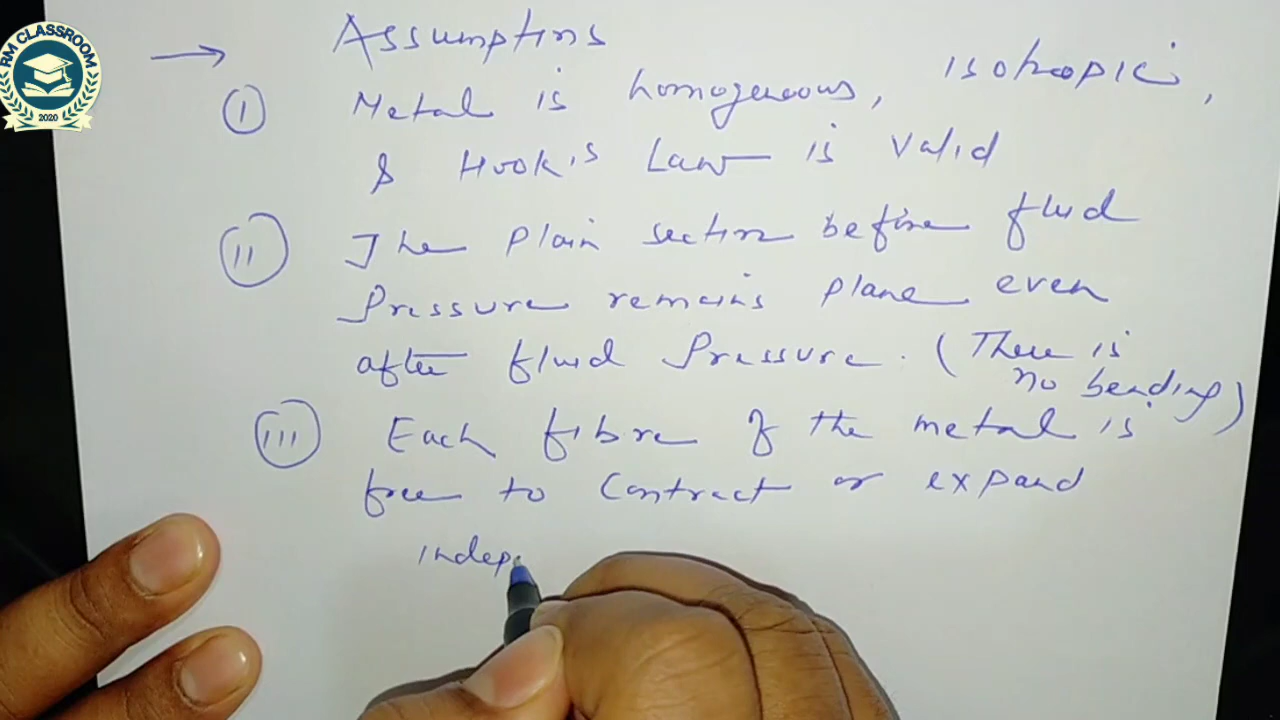 RM CLASSROOM
2020
→ Assumptions
(i) Metal is homogeneous, isotropic,
& Hook's Law is valid
(ii) The plain section before fluid
Pressure remains plane even
after fluid Pressure. (There is
no bending)
(iii) Each fibre of the metal is
free to contract or expand
indep